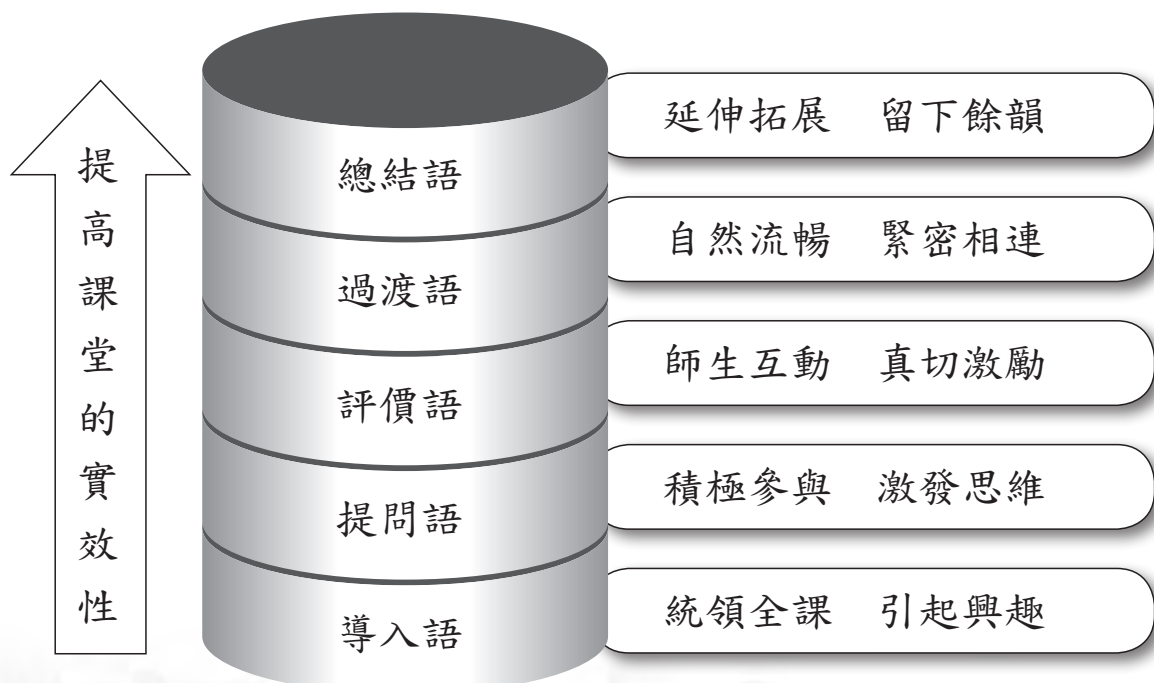 提高課堂的實效性
總結語
延伸拓展 留下餘韻
過渡語
自然流暢 緊密相連
評價語
師生互動 真切激勵
提問語
積極參與 激發思維
導入語
統領全課 引起興趣